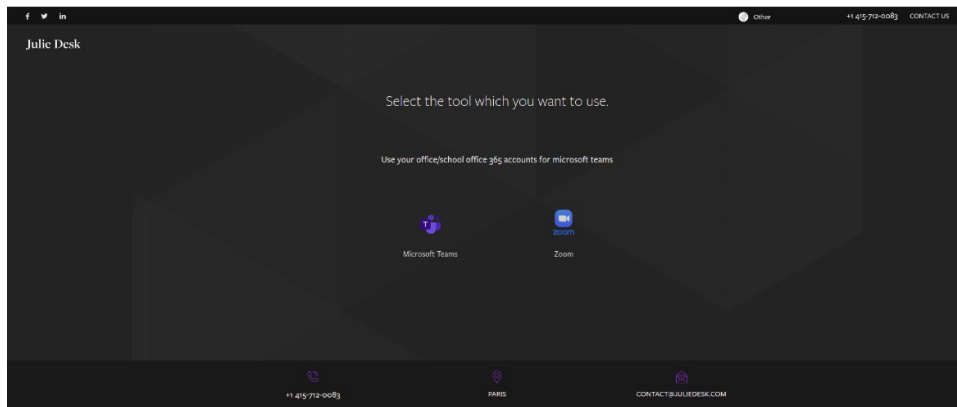 f in Other +1 415-712-0083 CONTACT US
Julie Desk
Select the tool which you want to use.
Use your office/school office 365 accounts for microsoft teams
T
zoom
Microsoft Teams Zoom
+1 415-712-0083 PARIS CONTACT@JULIEDESK.COM